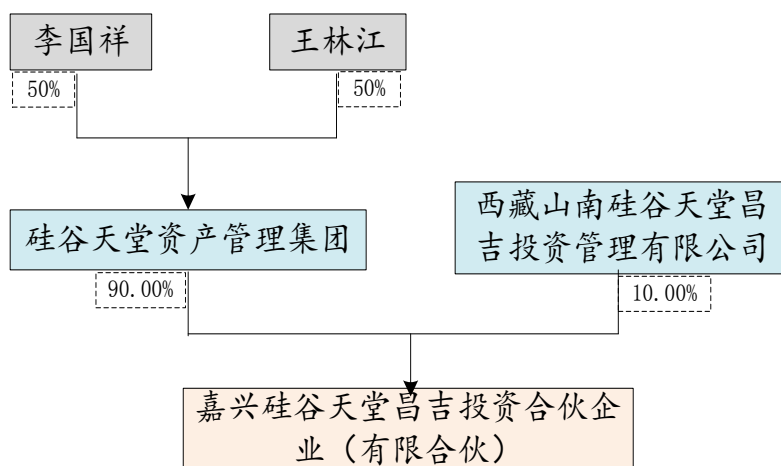 李国祥
王林江
50%
50%
硅谷天堂资产管理集团
西藏山南硅谷天堂昌
吉投资管理有限公司
90.00%
10.00%
嘉兴硅谷天堂昌吉投资合伙企
业（有限合伙）